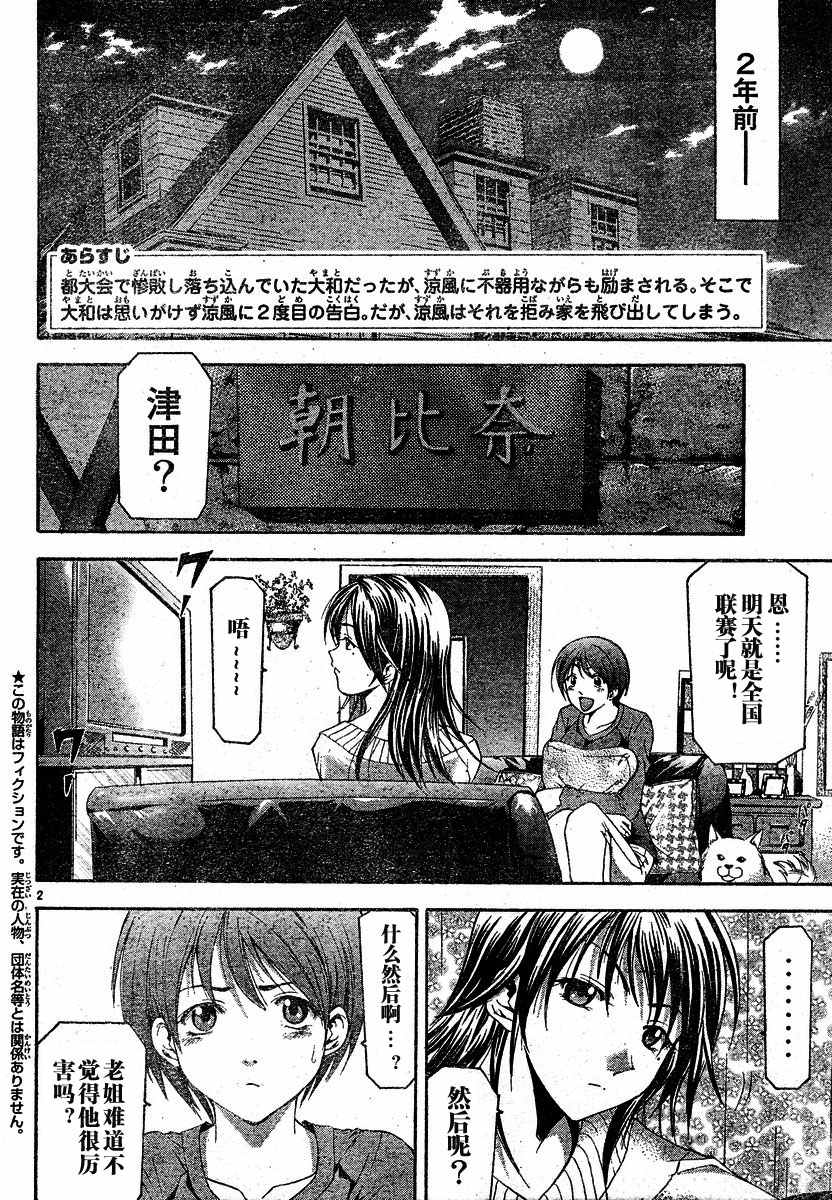 2年前──
あらすじ
都大会で惨敗し落ち込んでいた大和だったが、涼風に不器用ながらも励まされる。そこで
大和は思いがけず涼風に2度目の告白。だが、涼風はそれを拒み家を飛び出してしまう。
津田？
朝比奈
恩……
明天就是全国
联赛了呢！
唔
~~~~
ワ
ワ
………
然后呢？
什么然后啊
…？
老姐难道不
觉得他很厉
害吗？
★この物語はフィクションです。実在の人物、団体名等とは関係ありません。
2